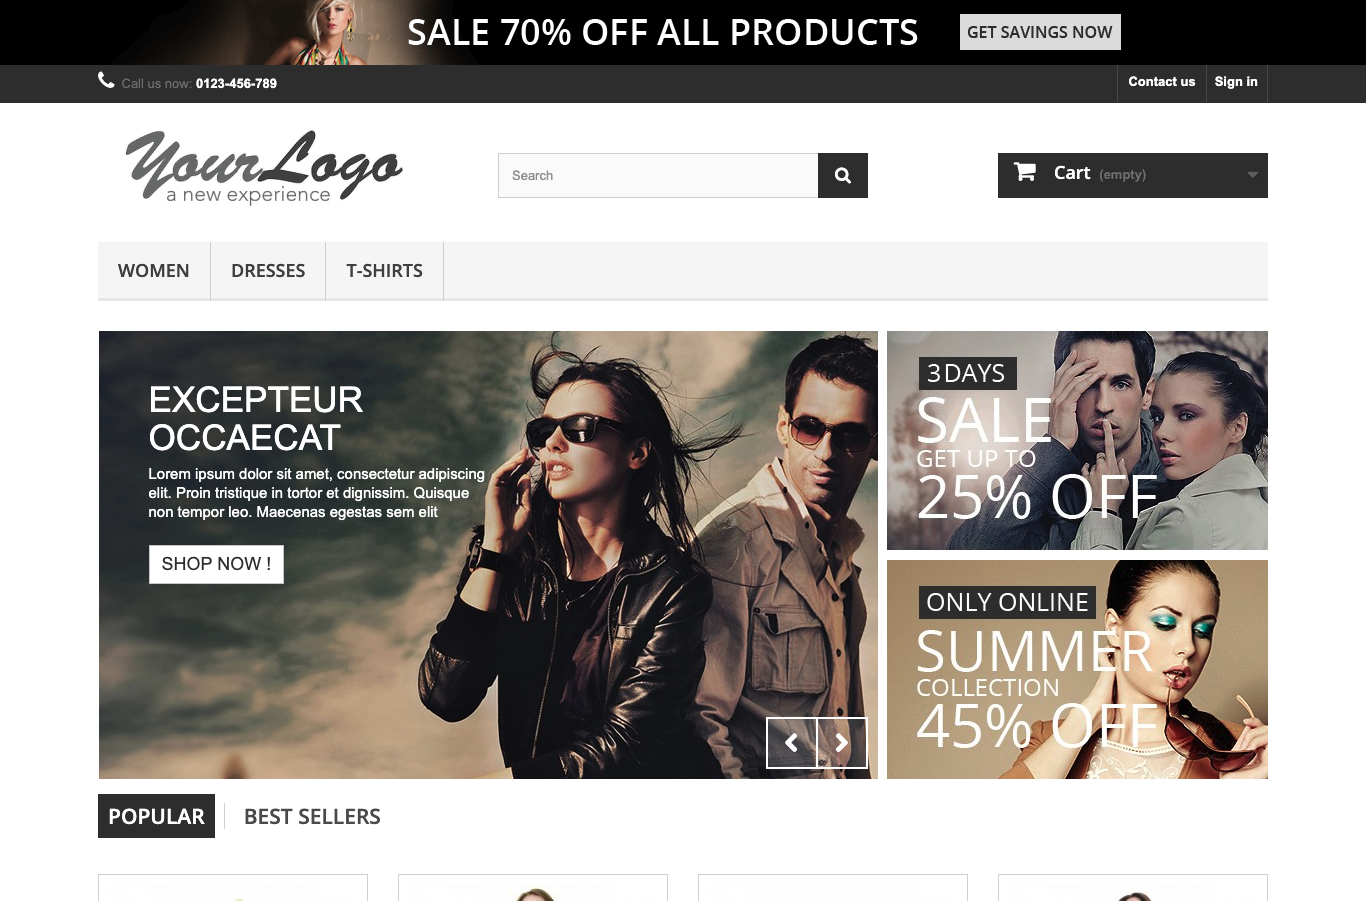 SALE 70% OFF ALL PRODUCTS
GET SAVINGS NOW
Call us now: 0123-456-789
Contact us
Sign in
Your Logo
a new experience
Search
Cart (empty)
WOMEN
DRESSES
T-SHIRTS
EXCEPTEUR
OCCAECAT
Lorem ipsum dolor sit amet, consectetur adipiscing
elit. Proin tristique in tortor et dignissim. Quisque
non tempor leo. Maecenas egestas sem elit
SHOP NOW !
3 DAYS
SALE
GET UP TO
25% OFF
ONLY ONLINE
SUMMER
COLLECTION
45% OFF
POPULAR
BEST SELLERS